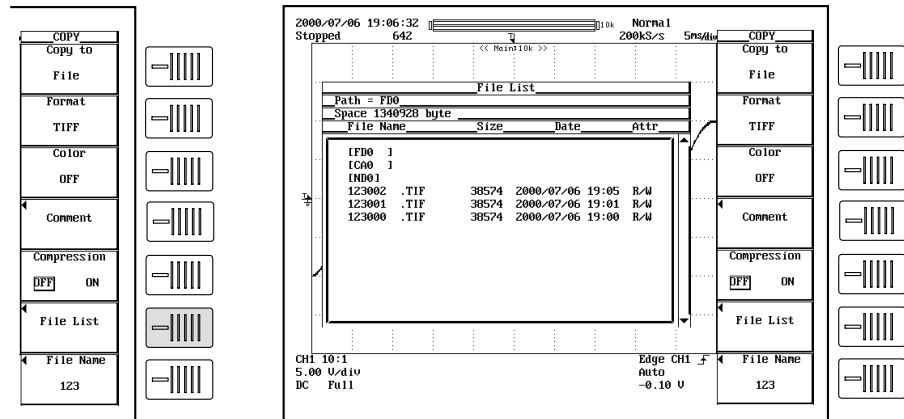 COPY
Copy to
File
Format
TIFF
Color
OFF
Comment
Compression
OFF ON
File List
File Name
123
2000/07/06 19:06:32 10k Normal
Stopped 642 200kS/s 5ms/div
<< Main:10k >>
File List
Path = FD0
Space 1340928 byte
File Name Size Date Attr
[FD0 ]
[CA0 ]
[ND0]
123002 .TIF 38574 2000/07/06 19:05 R/W
123001 .TIF 38574 2000/07/06 19:01 R/W
123000 .TIF 38574 2000/07/06 19:00 R/W
CH1 10:1
5.00 V/div
DC Full
Edge CH1
Auto
-0.10 V
COPY
Copy to
File
Format
TIFF
Color
OFF
Comment
Compression
OFF ON
File List
File Name
123